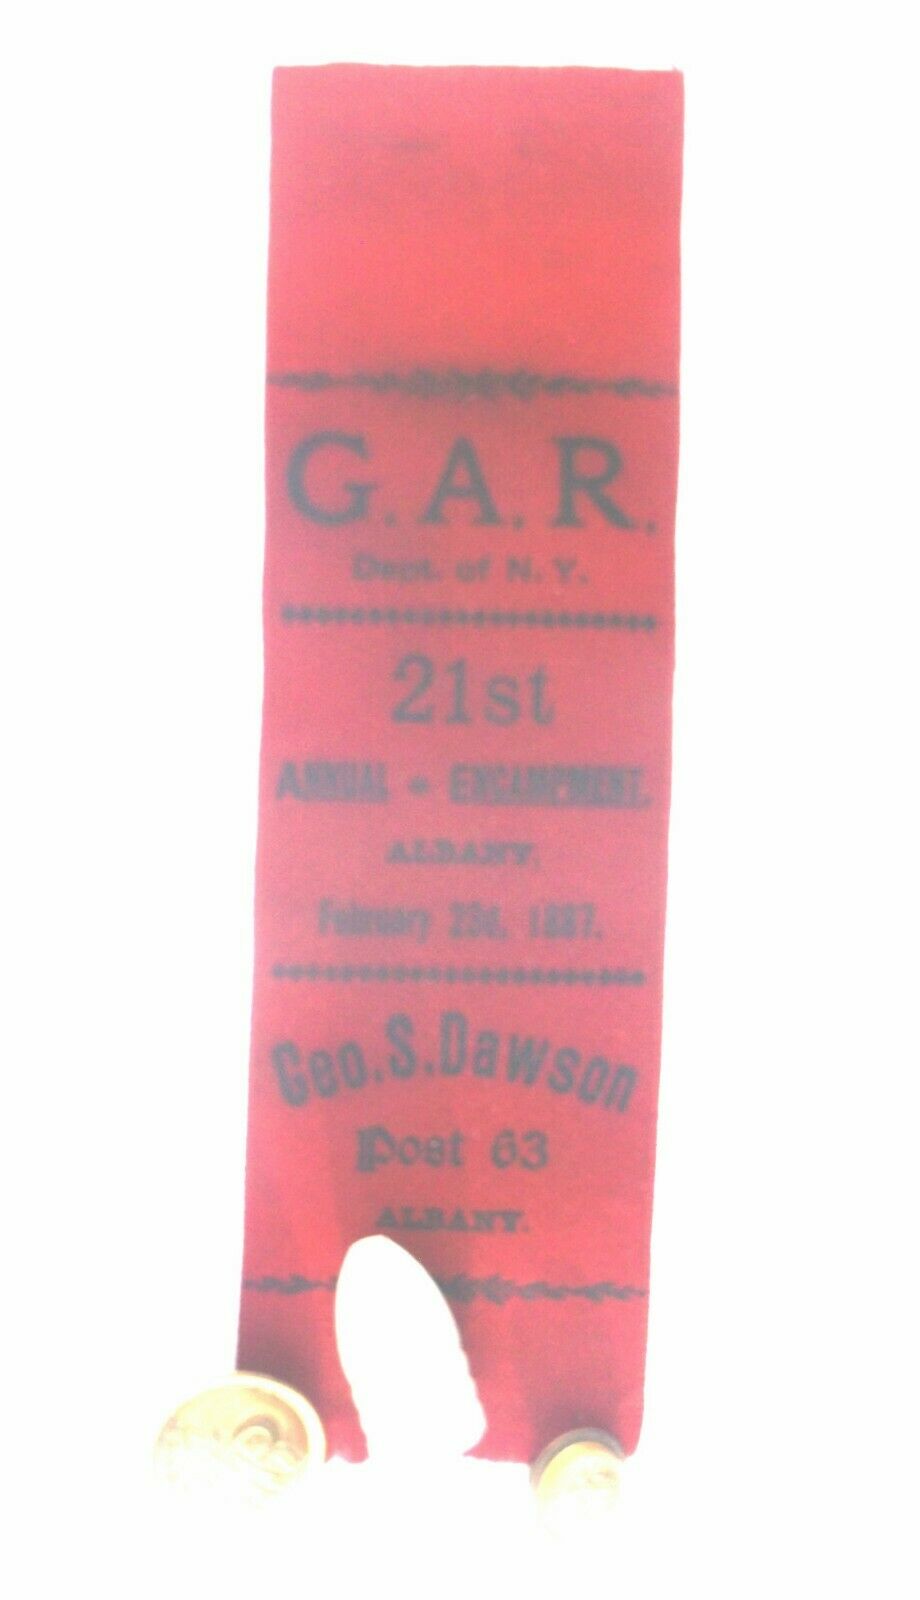 G. A. R.
Dept. of N. Y.
21st
ANNUAL ENCAMPMENT,
ALBANY,
February 23d, 1887.
Geo. S. Dawson
Post 63
ALBANY.